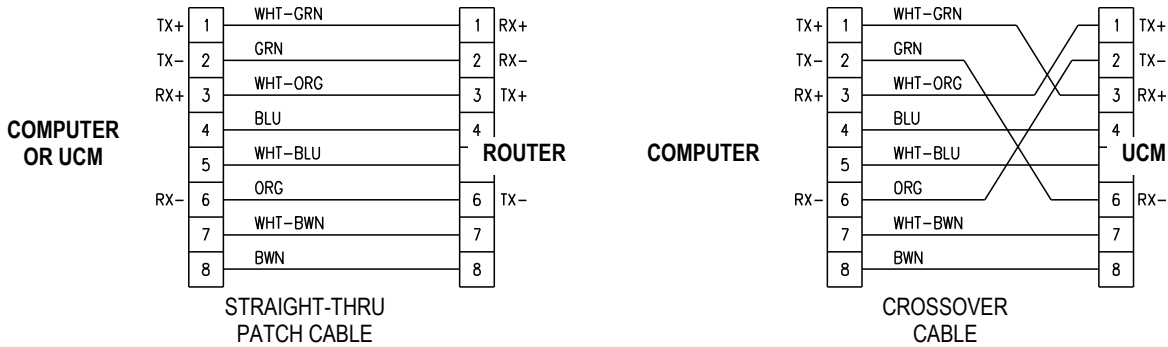 TX+ 1 WHT-GRN 1 RX+
TX- 2 GRN 2 RX-
RX+ 3 WHT-ORG 3 TX+
4 BLU 4
5 WHT-BLU
RX- 6 ORG 6 TX-
7 WHT-BWN 7
8 BWN 8
COMPUTER
OR UCM
ROUTER
STRAIGHT-THRU
PATCH CABLE
TX+ 1 WHT-GRN 1 TX+
TX- 2 GRN 2 TX-
RX+ 3 WHT-ORG 3 RX+
4 BLU 4
5 WHT-BLU
RX- 6 ORG 6 RX-
7 WHT-BWN 7
8 BWN 8
COMPUTER
UCM
CROSSOVER
CABLE